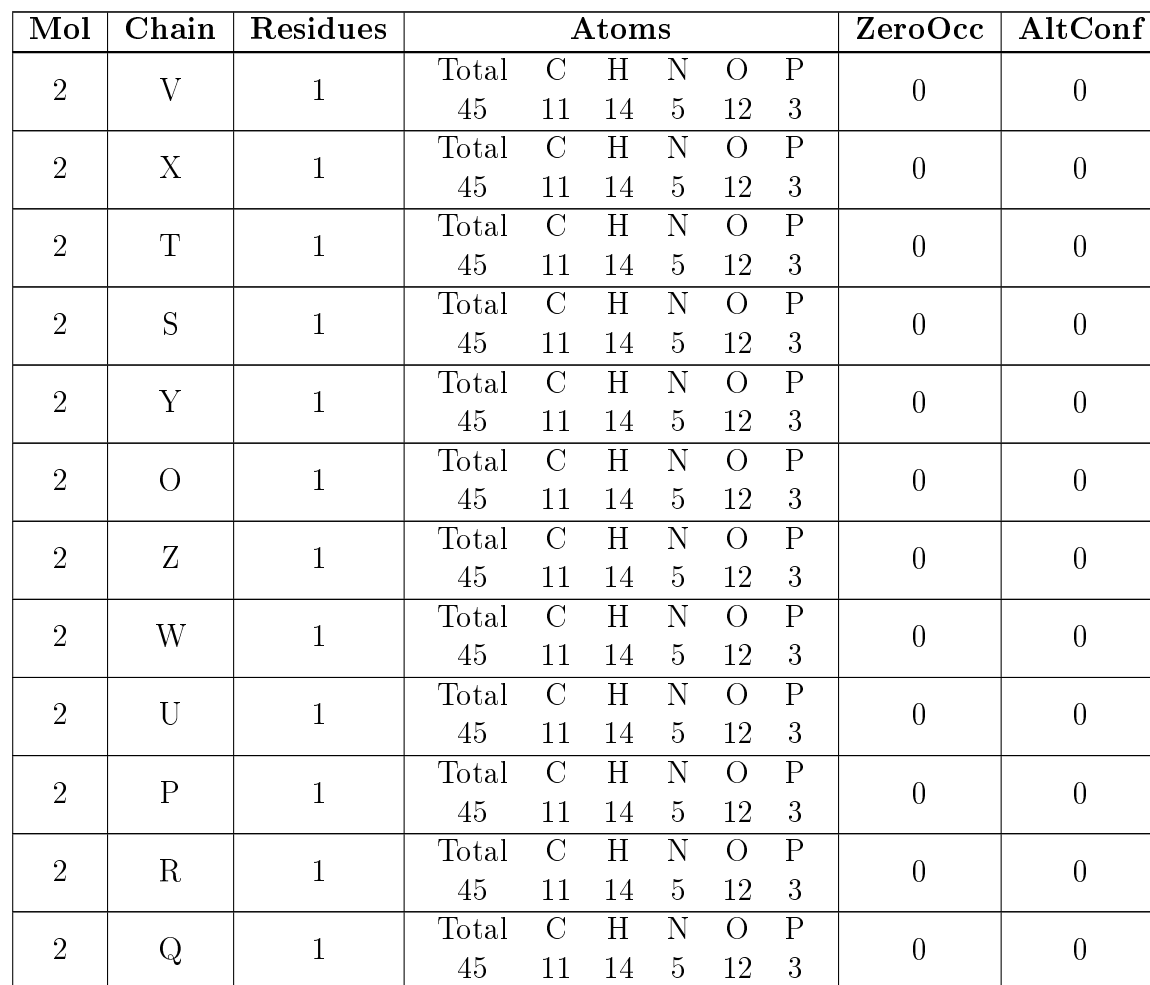 Mol Chain Residues Atoms ZeroOcc AltConf
2 V 1 Total C H N O P 0 0
45 11 14 5 12 3
2 X 1 Total C H N O P 0 0
45 11 14 5 12 3
2 T 1 Total C H N O P 0 0
45 11 14 5 12 3
2 S 1 Total C H N O P 0 0
45 11 14 5 12 3
2 Y 1 Total C H N O P 0 0
45 11 14 5 12 3
2 O 1 Total C H N O P 0 0
45 11 14 5 12 3
2 Z 1 Total C H N O P 0 0
45 11 14 5 12 3
2 W 1 Total C H N O P 0 0
45 11 14 5 12 3
2 U 1 Total C H N O P 0 0
45 11 14 5 12 3
2 P 1 Total C H N O P 0 0
45 11 14 5 12 3
2 R 1 Total C H N O P 0 0
45 11 14 5 12 3
2 Q 1 Total C H N O P 0 0
45 11 14 5 12 3